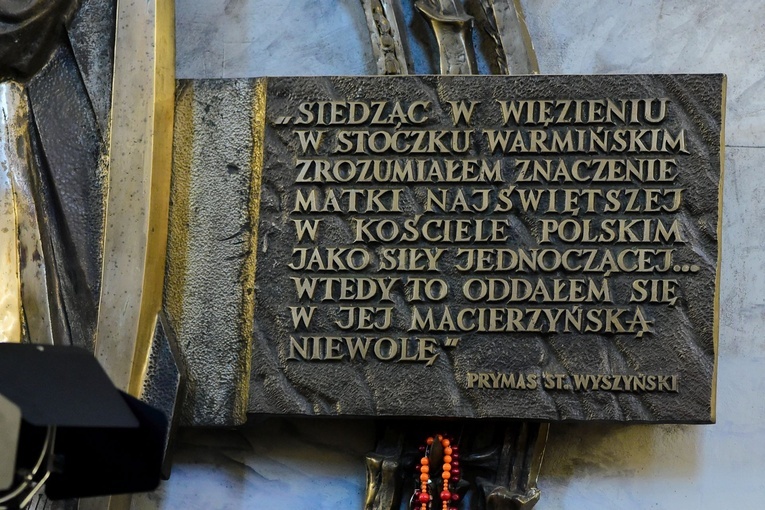 „SIEDZĄC W WIĘZIENIU
W STOCZKU WARMIŃSKIM
ZROZUMIAŁEM ZNACZENIE
MATKI NAJŚWIĘTSZEJ
W KOŚCIELE POLSKIM
JAKO SIŁY JEDNOCZĄCEJ...
WTEDY TO ODDAŁEM SIĘ
W JEJ MACIERZYŃSKĄ
NIEWOLĘ”
PRYMAS ST. WYSZYŃSKI